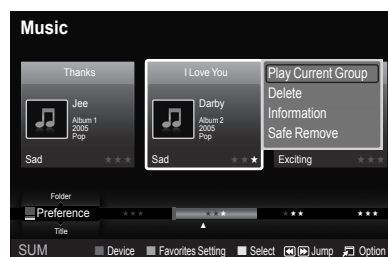 Music
Thanks
Jee
Album 1
2005
Pop
Sad
I Love You
Darby
Album 2
2005
Pop
Sad
Play Current Group
Delete
Information
Safe Remove
Exciting
Folder
Preference
Title
SUM Device Favorites Setting Select Jump Option